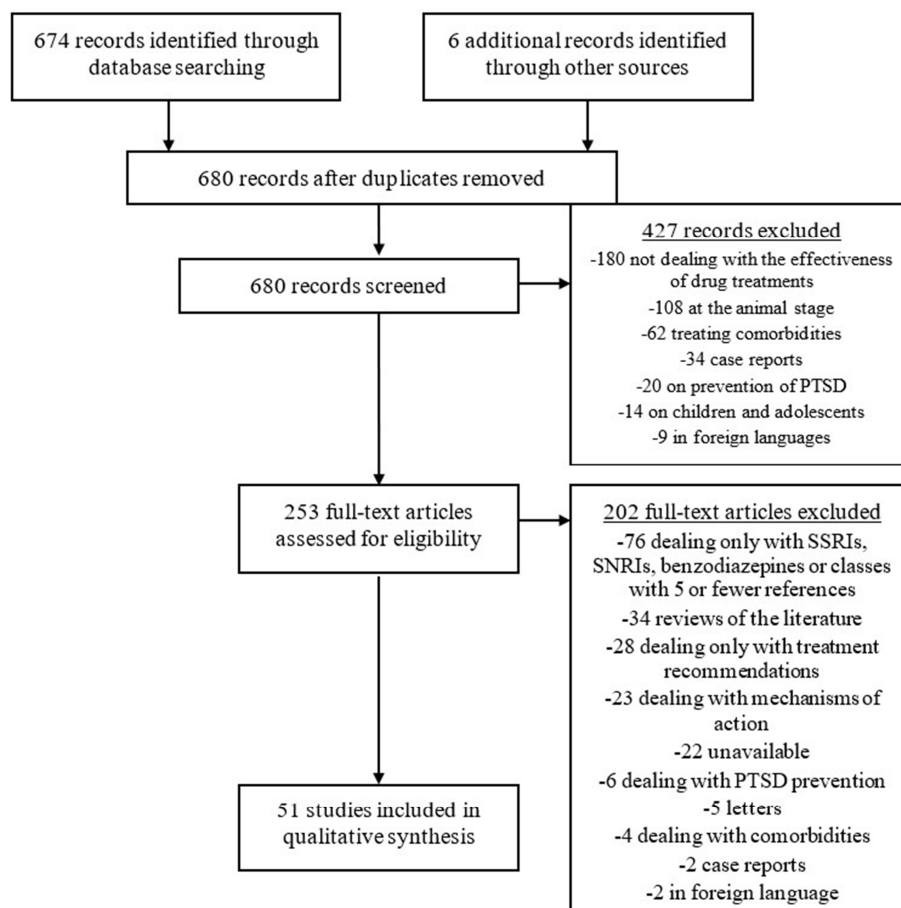 674 records identified through
database searching
6 additional records identified
through other sources
680 records after duplicates removed
680 records screened
427 records excluded
-180 not dealing with the effectiveness
of drug treatments
-108 at the animal stage
-62 treating comorbidities
-34 case reports
-20 on prevention of PTSD
-14 on children and adolescents
-9 in foreign languages
253 full-text articles
assessed for eligibility
202 full-text articles excluded
-76 dealing only with SSRIs,
SNRIs, benzodiazepines or classes
with 5 or fewer references
-34 reviews of the literature
-28 dealing only with treatment
recommendations
-23 dealing with mechanisms of
action
-22 unavailable
-6 dealing with PTSD prevention
-5 letters
-4 dealing with comorbidities
-2 case reports
-2 in foreign language
51 studies included in
qualitative synthesis